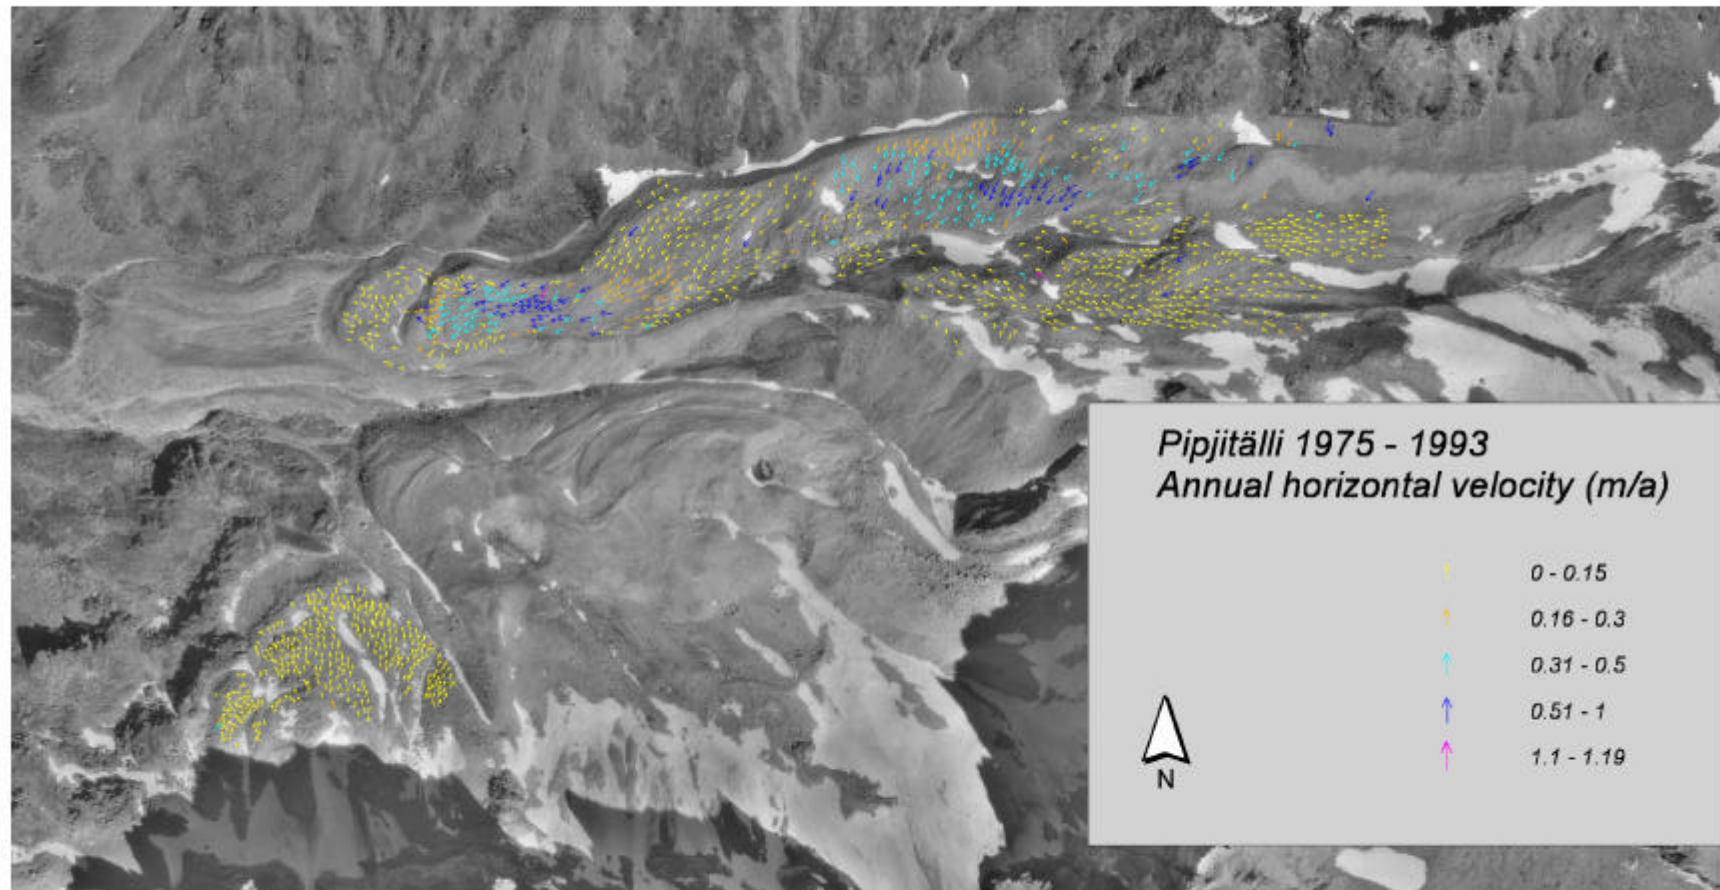 Pipjitälli 1975 - 1993
Annual horizontal velocity (m/a)
0 - 0.15
0.16 - 0.3
0.31 - 0.5
0.51 - 1
1.1 - 1.19
N